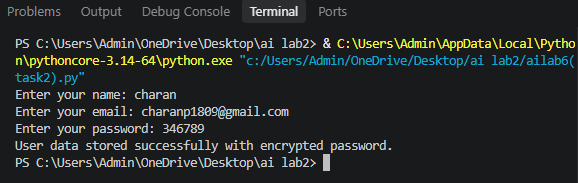 Problems Output Debug Console Terminal Ports
PS C:\Users\Admin\OneDrive\Desktop\ai lab2> & C:\Users\Admin\AppData\Local\Pytho
n\pythoncore-3.14-64\python.exe "c:/Users/Admin/OneDrive/Desktop/ai lab2/ailab6(
task2).py"
Enter your name: charan
Enter your email: charanp1809@gmail.com
Enter your password: 346789
User data stored successfully with encrypted password.
PS C:\Users\Admin\OneDrive\Desktop\ai lab2>